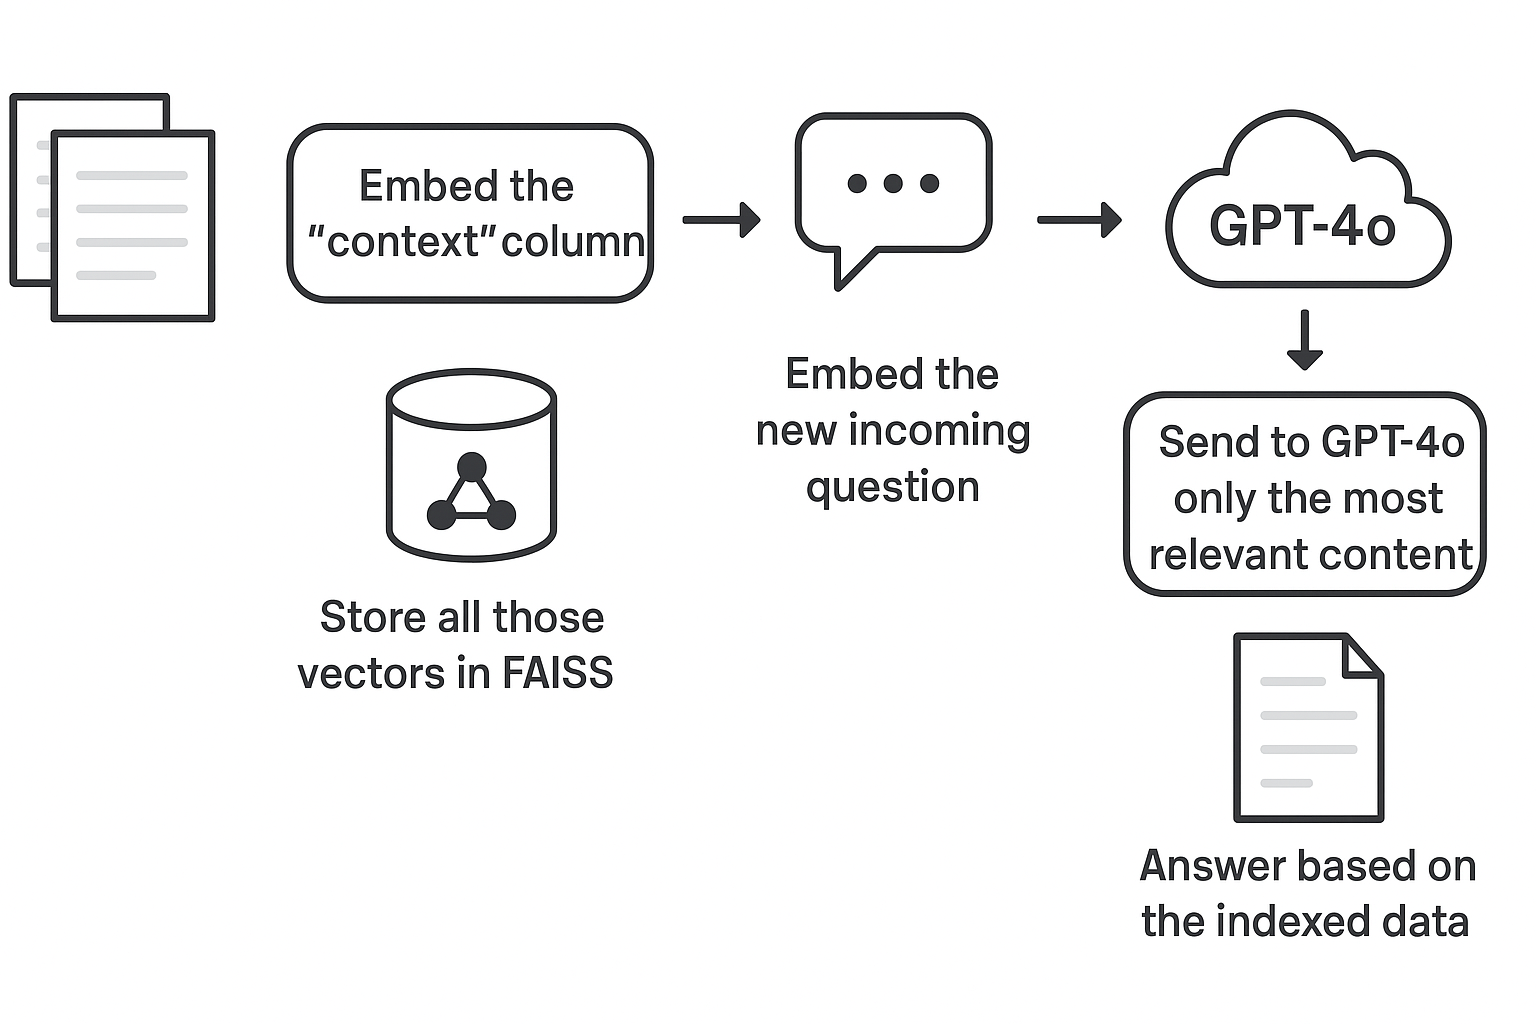 Embed the
“context” column
Store all those
vectors in FAISS
Embed the
new incoming
question
GPT-4o
Send to GPT-4o
only the most
relevant content
Answer based on
the indexed data